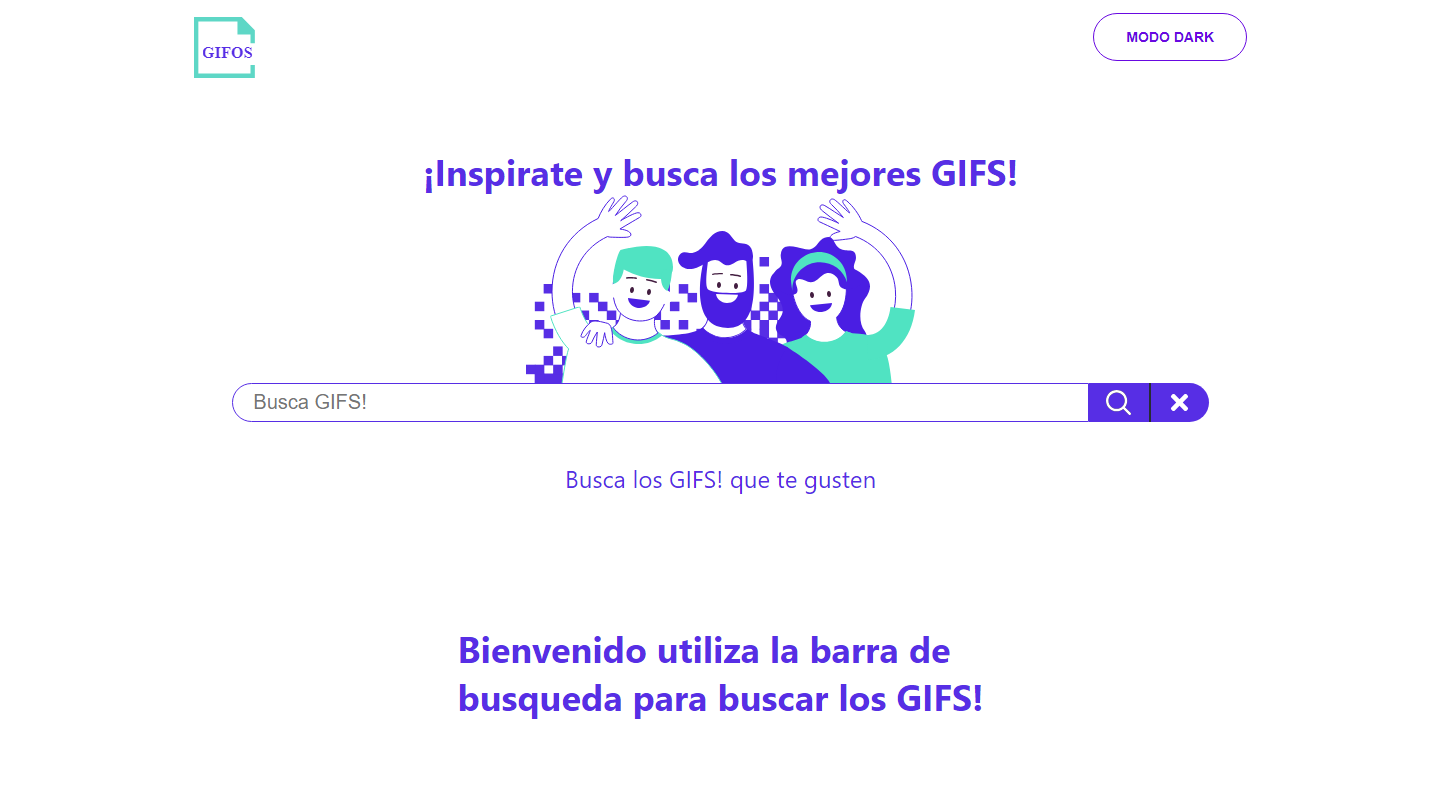 GIFOS
MODO DARK
¡Inspirate y busca los mejores GIFS!
Busca GIFS!
Busca los GIFS! que te gusten
Bienvenido utiliza la barra de
busqueda para buscar los GIFS!